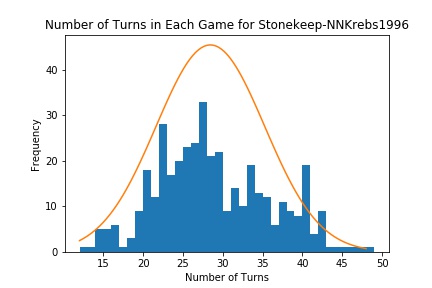 Number of Turns in Each Game for Stonekeep-NNKrebs1996
Frequency
40
30
20
10
0
15 20 25 30 35 40 45 50
Number of Turns